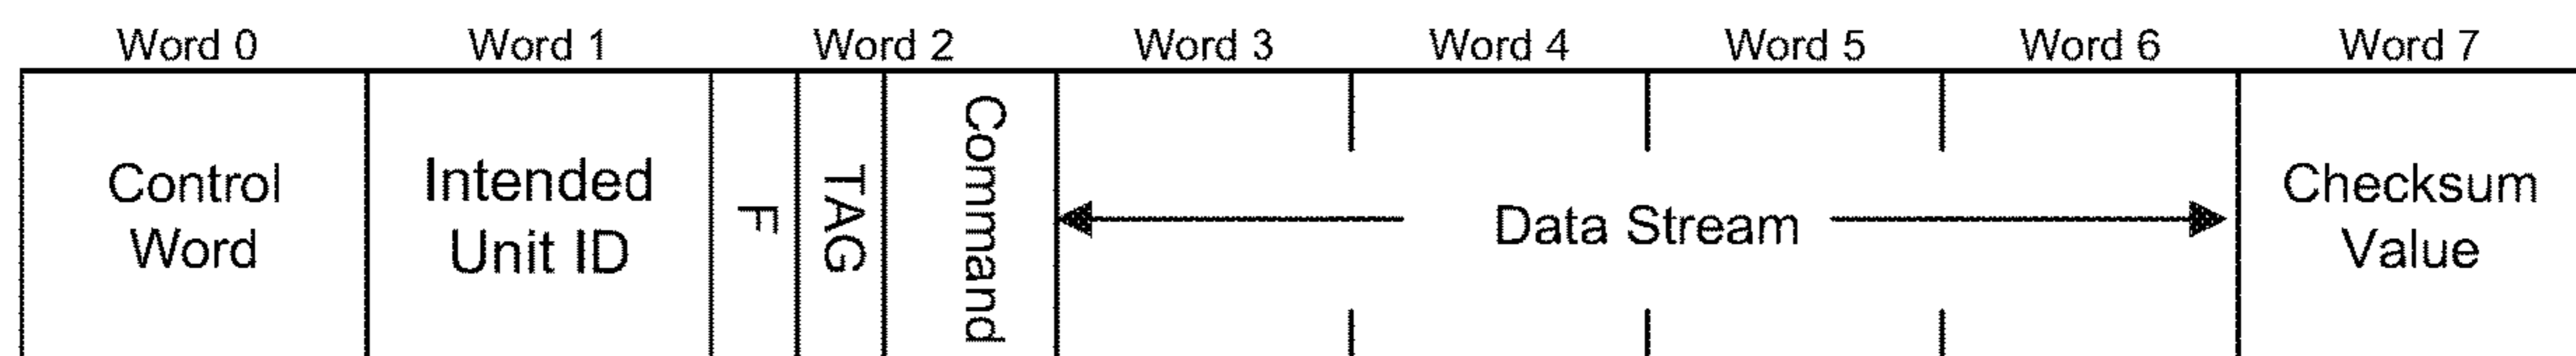 Word 0 Word 1 Word 2 Word 3 Word 4 Word 5 Word 6 Word 7
Control
Word
Intended
Unit ID
F
TAG
Command
Data Stream
Checksum
Value